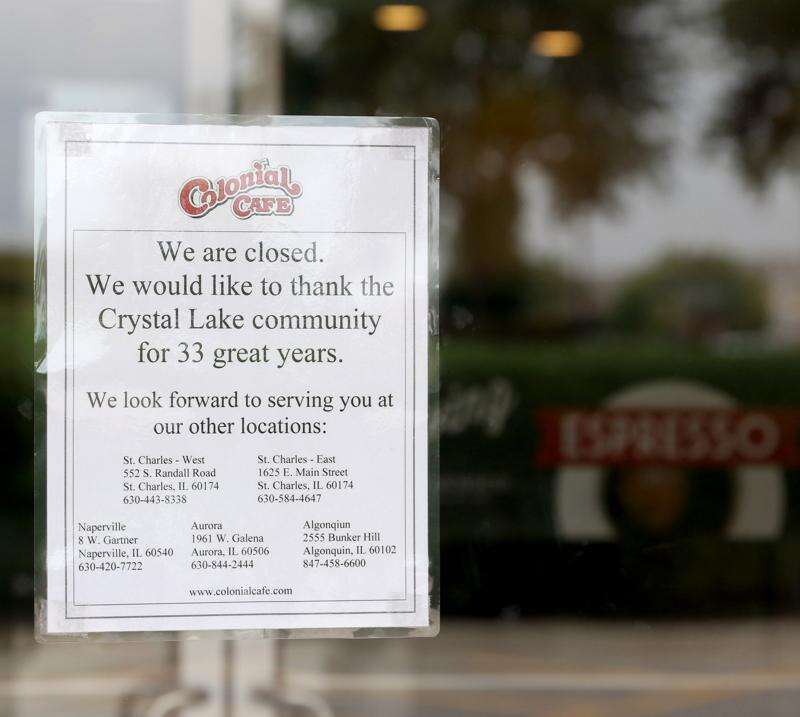 Colonial
CAFE
We are closed.
We would like to thank the
Crystal Lake community
for 33 great years.
We look forward to serving you at
our other locations:
St. Charles - West
552 S. Randall Road
St. Charles, IL 60174
630-443-8338
St. Charles - East
1625 E. Main Street
St. Charles, IL 60174
630-584-4647
Naperville
8 W. Gartner
Naperville, IL 60540
630-420-7722
Aurora
1961 W. Galena
Aurora, IL 60506
630-844-2444
Algonqiun
2555 Bunker Hill
Algonquin, IL 60102
847-458-6600
www.colonialcafe.com
ESPRESSO